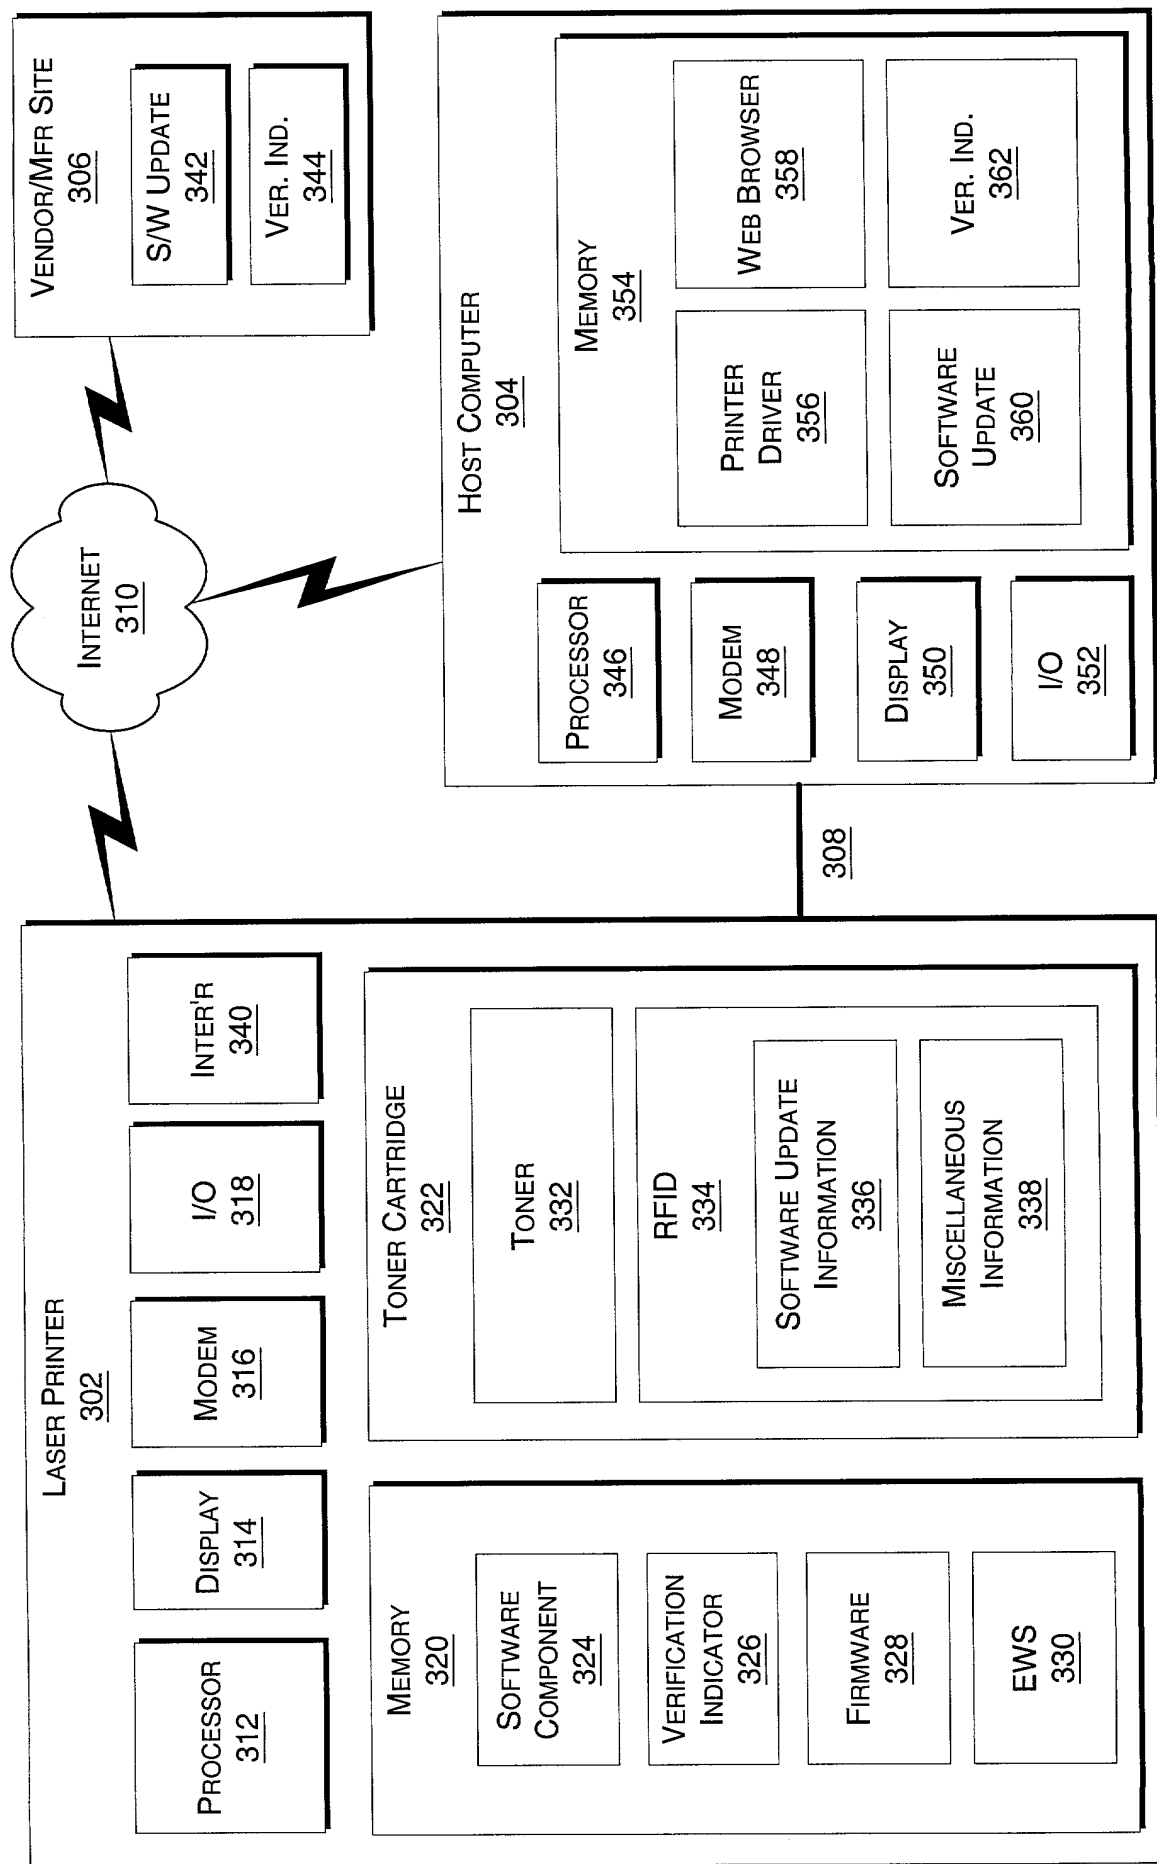 LASER PRINTER
302
PROCESSOR
312
DISPLAY
314
MODEM
316
I/O
318
INTER'R
340
MEMORY
320
SOFTWARE
COMPONENT
324
VERIFICATION
INDICATOR
326
FIRMWARE
328
EWS
330
TONER CARTRIDGE
322
TONER
332
RFID
334
SOFTWARE UPDATE
INFORMATION
336
MISCELLANEOUS
INFORMATION
338
308
INTERNET
310
VENDOR/MFR SITE
306
S/W UPDATE
342
VER. IND.
344
HOST COMPUTER
304
PROCESSOR
346
MODEM
348
DISPLAY
350
I/O
352
MEMORY
354
PRINTER
DRIVER
356
WEB BROWSER
358
SOFTWARE
UPDATE
360
VER. IND.
362